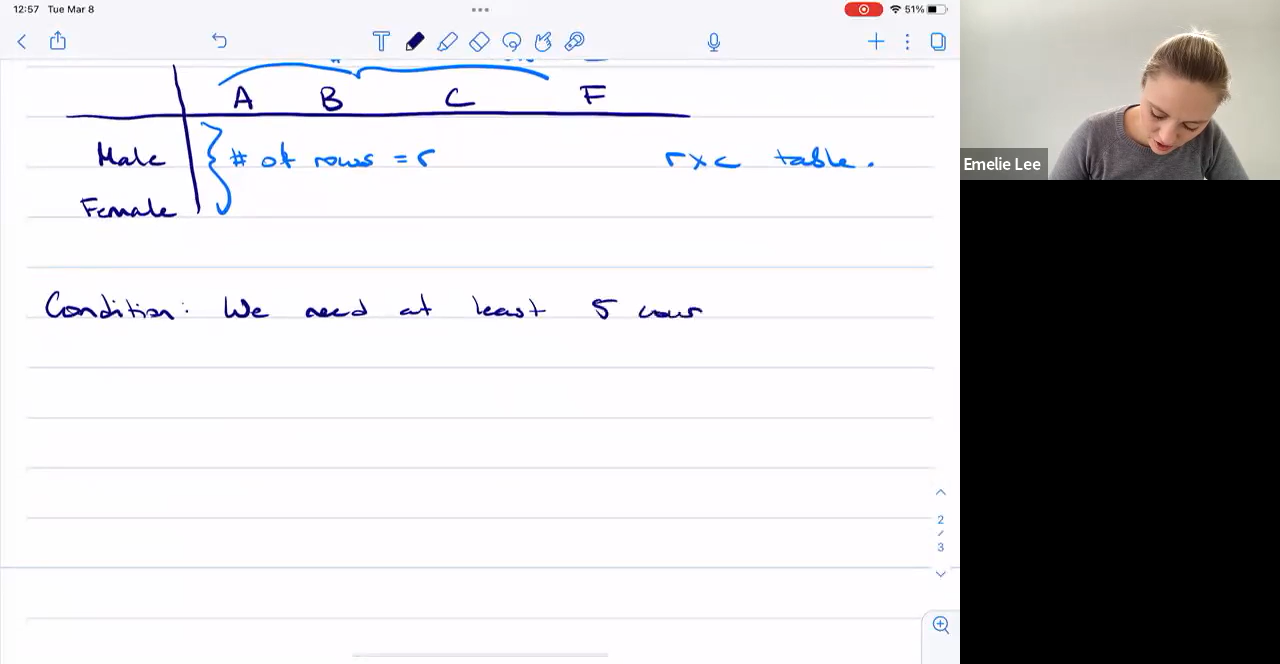 12:57 Tue Mar 8
51%
A B C F
Male # of rows = r r x c table.
Female
Emelie Lee
Condition: We need at least 5 coun
2
3